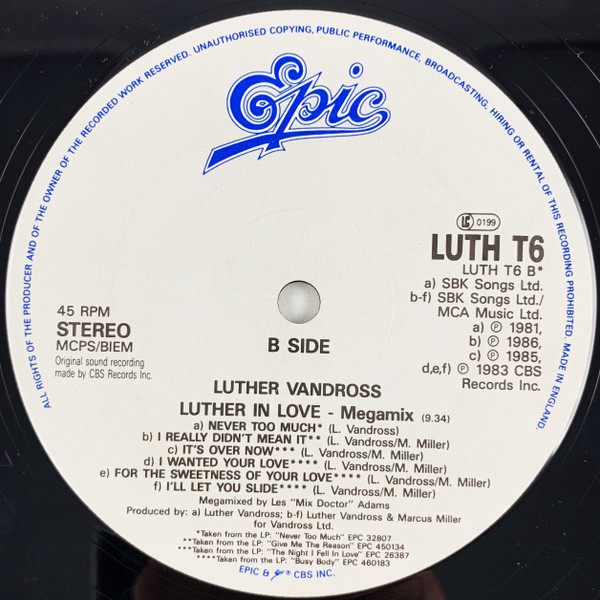 ALL RIGHTS OF THE PRODUCER AND OF THE OWNER OF THE RECORDED WORK RESERVED. UNAUTHORISED COPYING, PUBLIC PERFORMANCE, BROADCASTING, HIRING OR RENTAL OF THIS RECORDING PROHIBITED. MADE IN ENGLAND.
Epic
LC 0199
LUTH T6
LUTH T6 B*
a) SBK Songs Ltd.
b-f) SBK Songs Ltd./
MCA Music Ltd.
a) ℗ 1981,
b) ℗ 1986,
c) ℗ 1985,
d,e,f) ℗ 1983 CBS
Records Inc.
45 RPM
STEREO
MCPS/BIEM
Original sound recording
made by CBS Records Inc.
B SIDE
LUTHER VANDROSS
LUTHER IN LOVE - Megamix (9.34)
a) NEVER TOO MUCH* (L. Vandross)
b) I REALLY DIDN'T MEAN IT** (L. Vandross/M. Miller)
c) IT'S OVER NOW*** (L. Vandross/M. Miller)
d) I WANTED YOUR LOVE**** (L. Vandross/M. Miller)
e) FOR THE SWEETNESS OF YOUR LOVE**** (L. Vandross/M. Miller)
f) I'LL LET YOU SLIDE**** (L. Vandross/M. Miller)
Megamixed by Les "Mix Doctor" Adams
Produced by: a) Luther Vandross; b-f) Luther Vandross & Marcus Miller
for Vandross Ltd.
*Taken from the LP: "Never Too Much" EPC 32807
**Taken from the LP: "Give Me The Reason" EPC 450134
***Taken from the LP: "The Night I Fell In Love" EPC 26387
****Taken from the LP: "Busy Body" EPC 460183
EPIC & ® CBS INC.